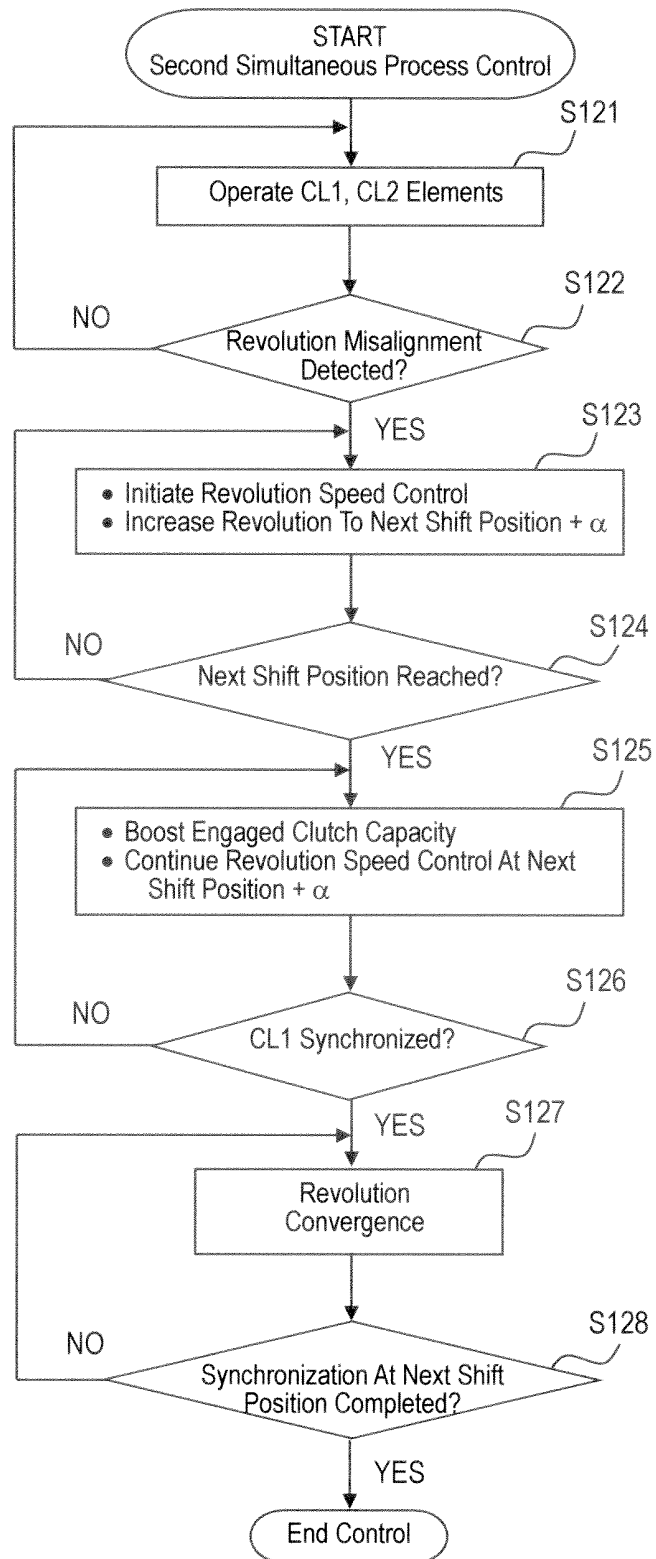 START
Second Simultaneous Process Control
S121
Operate CL1, CL2 Elements
S122
NO
Revolution Misalignment
Detected?
YES
S123
• Initiate Revolution Speed Control
• Increase Revolution To Next Shift Position + α
S124
NO
Next Shift Position Reached?
YES
S125
• Boost Engaged Clutch Capacity
• Continue Revolution Speed Control At Next
Shift Position + α
S126
NO
CL1 Synchronized?
YES
S127
Revolution
Convergence
S128
NO
Synchronization At Next Shift
Position Completed?
YES
End Control